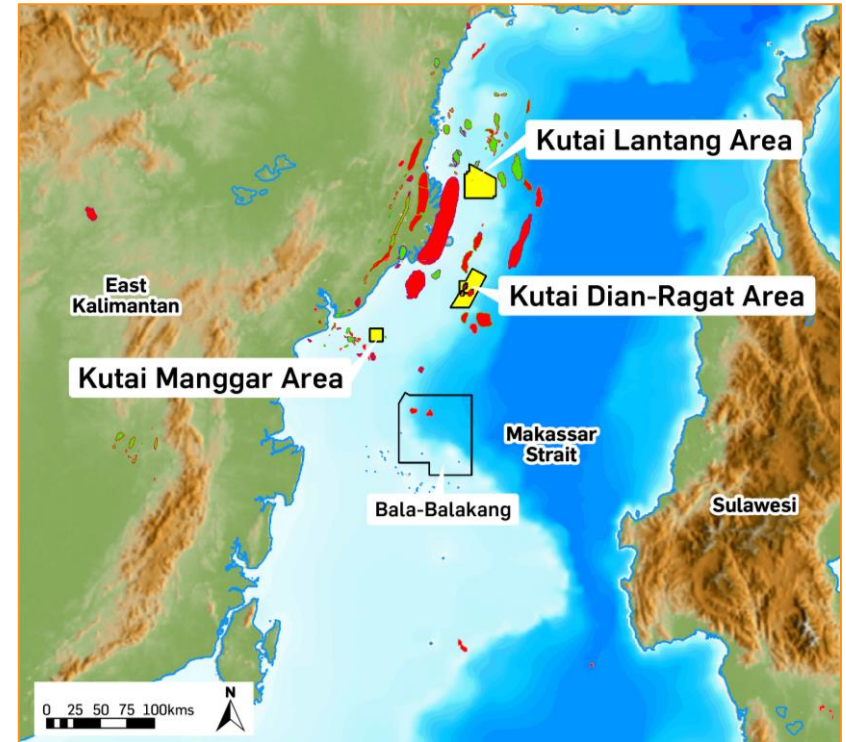 Kutai Lantang Area
East
Kalimantan
Kutai Dian-Ragat Area
Kutai Manggar Area
Makassar
Strait
Bala-Balakang
Sulawesi
N
0 25 50 75 100kms